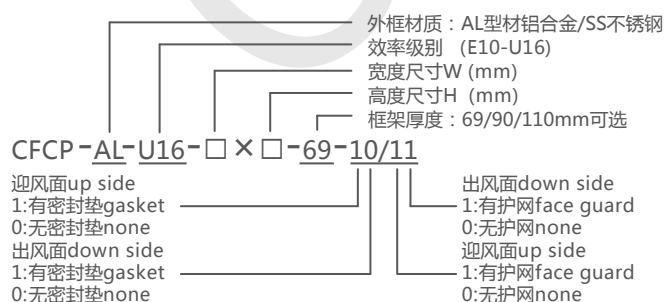 外框材质：AL型材铝合金/SS不锈钢
效率级别 (E10-U16)
宽度尺寸W (mm)
高度尺寸H (mm)
框架厚度：69/90/110mm可选
CFCP-AL-U16-□×□-69-10/11
迎风面up side
1:有密封垫gasket
0:无密封垫none
出风面down side
1:有密封垫gasket
0:无密封垫none
出风面down side
1:有护网face guard
0:无护网none
迎风面up side
1:有护网face guard
0:无护网none